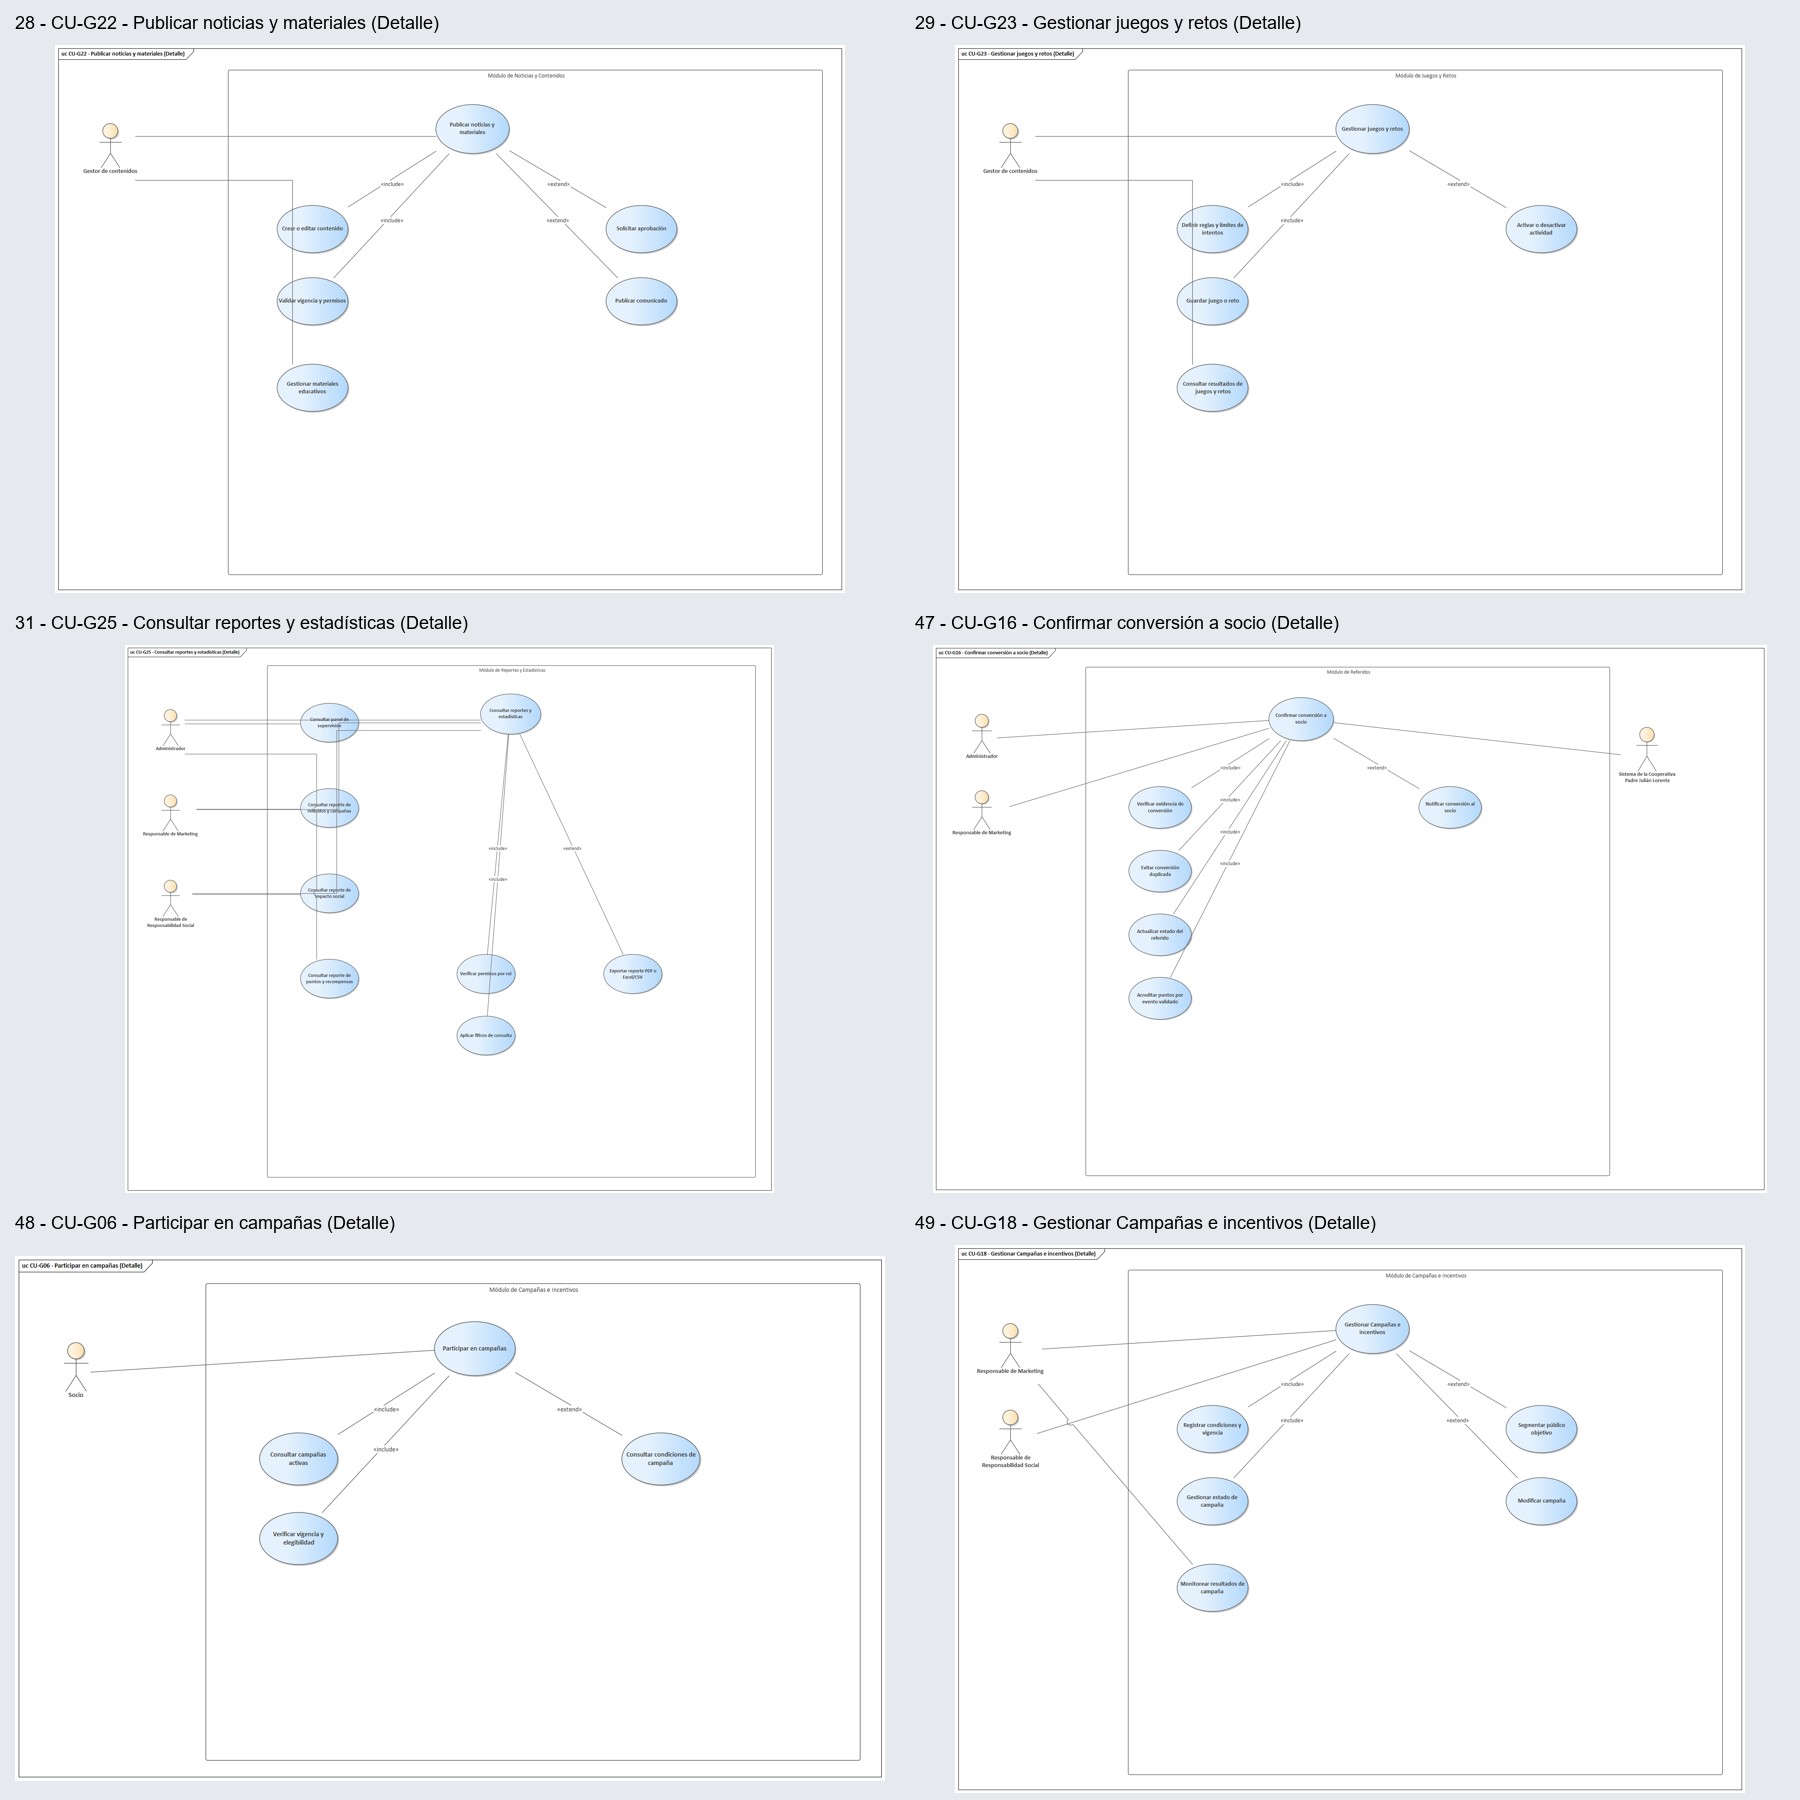 28 - CU-G22 - Publicar noticias y materiales (Detalle)
uc CU-G22 - Publicar noticias y materiales (Detalle)
Módulo de Noticias y Contenidos
Publicar noticias y
materiales
Gestor de contenidos
«include»
«extend»
«include»
«extend»
Crear o editar contenido
Solicitar aprobación
Validar vigencia y permisos
Publicar comunicado
Gestionar materiales
educativos
29 - CU-G23 - Gestionar juegos y retos (Detalle)
uc CU-G23 - Gestionar juegos y retos (Detalle)
Módulo de Juegos y Retos
Gestionar juegos y retos
Gestor de contenidos
«include»
«extend»
«include»
Definir reglas y límites de
intentos
Activar o desactivar
actividad
Guardar juego o reto
Consultar resultados de
juegos y retos
31 - CU-G25 - Consultar reportes y estadísticas (Detalle)
uc CU-G25 - Consultar reportes y estadísticas (Detalle)
Módulo de Reportes y Estadísticas
Consultar reportes y
estadísticas
Consultar panel de
supervisión
Administrador
Consultar reporte de
referidos y campañas
Responsable de Marketing
«include»
«extend»
«include»
Consultar reporte de
impacto social
Responsable de
Responsabilidad Social
Consultar reporte de
puntos y recompensas
Verificar permisos por rol
Exportar reporte PDF o
Excel/CSV
Aplicar filtros de consulta
47 - CU-G16 - Confirmar conversión a socio (Detalle)
uc CU-G16 - Confirmar conversión a socio (Detalle)
Módulo de Referidos
Confirmar conversión a
socio
Administrador
Sistema de la Cooperativa
Padre Julián Lorente
«include»
«extend»
Responsable de Marketing
«include»
Verificar evidencia de
conversión
Notificar conversión al
socio
«include»
«include»
Evitar conversión
duplicada
Actualizar estado del
referido
Acreditar puntos por
evento validado
48 - CU-G06 - Participar en campañas (Detalle)
uc CU-G06 - Participar en campañas (Detalle)
Módulo de Campañas e Incentivos
Participar en campañas
Socio
«include»
«extend»
«include»
Consultar campañas
activas
Consultar condiciones de
campaña
Verificar vigencia y
elegibilidad
49 - CU-G18 - Gestionar Campañas e incentivos (Detalle)
uc CU-G18 - Gestionar Campañas e incentivos (Detalle)
Módulo de Campañas e Incentivos
Gestionar Campañas e
incentivos
Responsable de Marketing
«include»
«extend»
«include»
«extend»
Registrar condiciones y
vigencia
Segmentar público
objetivo
Responsable de
Responsabilidad Social
Gestionar estado de
campaña
Modificar campaña
Monitorear resultados de
campaña